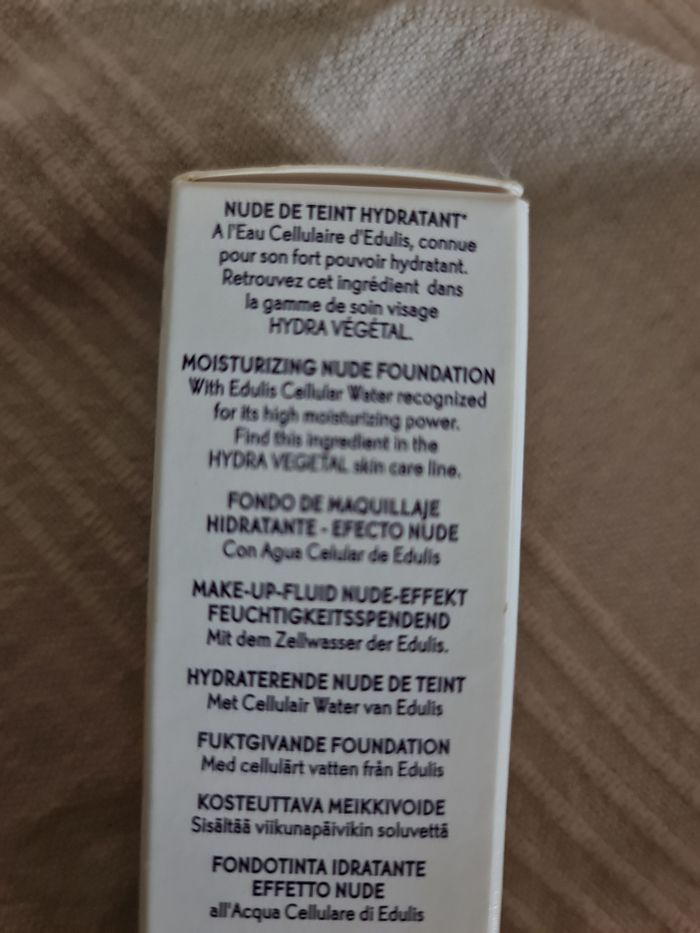 NUDE DE TEINT HYDRATANT*
A l'Eau Cellulaire d'Edulis, connue
pour son fort pouvoir hydratant.
Retrouvez cet ingrédient dans
la gamme de soin visage
HYDRA VÉGÉTAL.
MOISTURIZING NUDE FOUNDATION
With Edulis Cellular Water recognized
for its high moisturizing power.
Find this ingredient in the
HYDRA VEGETAL skin care line.
FONDO DE MAQUILLAJE
HIDRATANTE - EFECTO NUDE
Con Agua Celular de Edulis
MAKE-UP-FLUID NUDE-EFFEKT
FEUCHTIGKEITSSPENDEND
Mit dem Zellwasser der Edulis.
HYDRATERENDE NUDE DE TEINT
Met Cellulair Water van Edulis
FUKTGIVANDE FOUNDATION
Med cellulärt vatten från Edulis
KOSTEUTTAVA MEIKKIVOIDE
Sisältää viikunapäivikin soluvettä
FONDOTINTA IDRATANTE
EFFETTO NUDE
all'Acqua Cellulare di Edulis